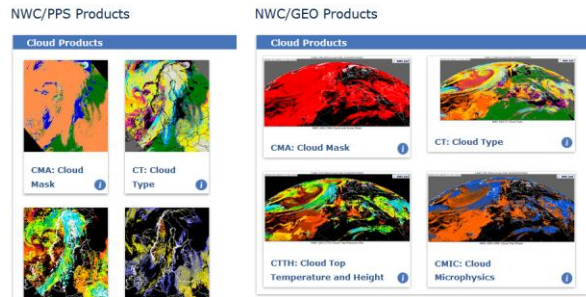 NWC/PPS Products
Cloud Products
CMA: Cloud
Mask
CT: Cloud
Type
NWC/GEO Products
Cloud Products
CMA: Cloud Mask
CT: Cloud Type
CTTH: Cloud Top
Temperature and Height
CMIC: Cloud
Microphysics